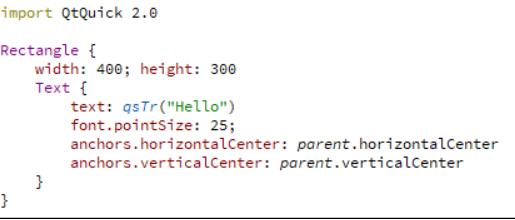 import QtQuick 2.0
Rectangle {
width: 400; height: 300
Text {
text: qsTr("Hello")
font.pointSize: 25;
anchors.horizontalCenter: parent.horizontalCenter
anchors.verticalCenter: parent.verticalCenter
}
}